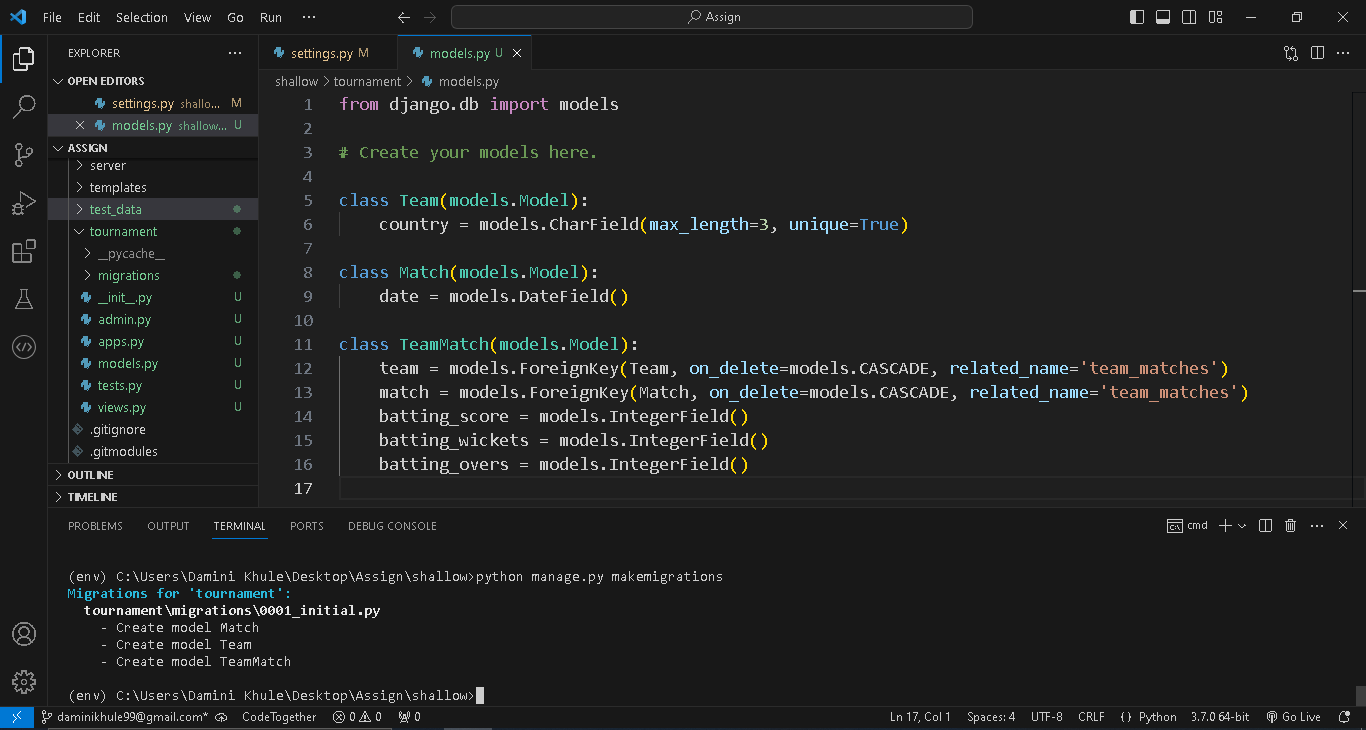 File Edit Selection View Go Run ··· Assign
EXPLORER ···
OPEN EDITORS
settings.py shallo... M
models.py shallow... U
ASSIGN
server
templates
test_data
tournament
__pycache__
migrations
__init__.py U
admin.py U
apps.py U
models.py U
tests.py U
views.py U
.gitignore
.gitmodules
OUTLINE
TIMELINE
settings.py M models.py U
shallow > tournament > models.py
1 from django.db import models
2
3 # Create your models here.
4
5 class Team(models.Model):
6 country = models.CharField(max_length=3, unique=True)
7
8 class Match(models.Model):
9 date = models.DateField()
10
11 class TeamMatch(models.Model):
12 team = models.ForeignKey(Team, on_delete=models.CASCADE, related_name='team_matches')
13 match = models.ForeignKey(Match, on_delete=models.CASCADE, related_name='team_matches')
14 batting_score = models.IntegerField()
15 batting_wickets = models.IntegerField()
16 batting_overs = models.IntegerField()
17
PROBLEMS OUTPUT TERMINAL PORTS DEBUG CONSOLE cmd
(env) C:\Users\Damini Khule\Desktop\Assign\shallow>python manage.py makemigrations
Migrations for 'tournament':
tournament\migrations\0001_initial.py
- Create model Match
- Create model Team
- Create model TeamMatch
(env) C:\Users\Damini Khule\Desktop\Assign\shallow>
daminikhule99@gmail.com* CodeTogether 0 0 0 Ln 17, Col 1 Spaces: 4 UTF-8 CRLF {} Python 3.7.0 64-bit Go Live